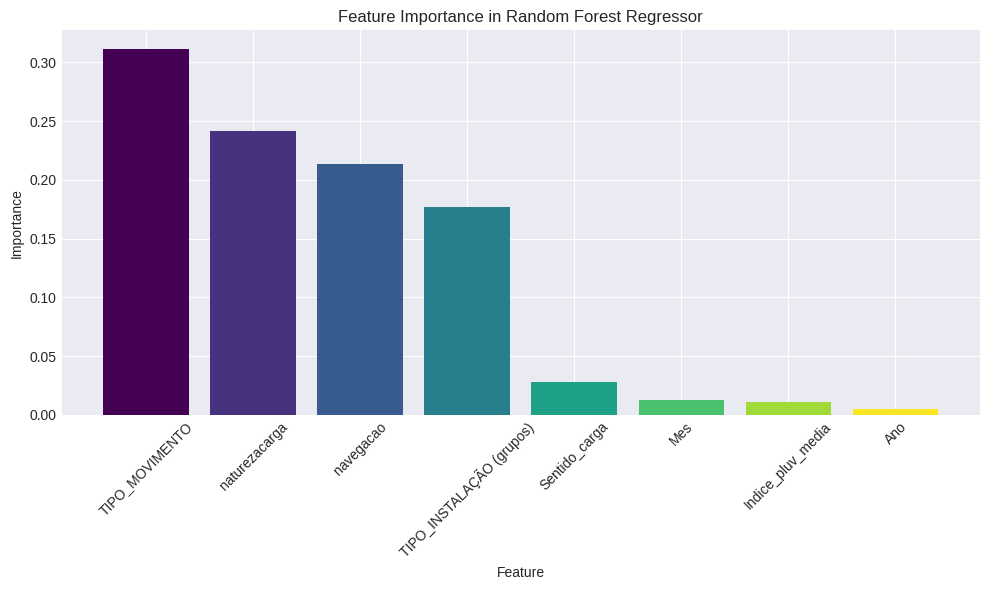 Feature Importance in Random Forest Regressor
Importance
0.30
0.25
0.20
0.15
0.10
0.05
0.00
TIPO_MOVIMENTO
naturezacarga
navegacao
TIPO_INSTALAÇÃO (grupos)
Sentido_carga
Mes
Indice_pluv_media
Ano
Feature